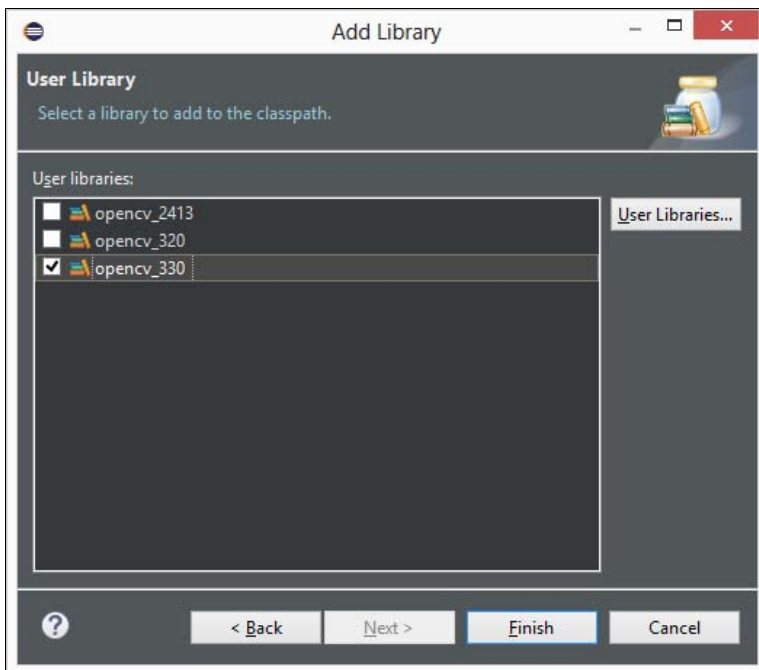 Add Library
User Library
Select a library to add to the classpath.
User libraries:
opencv_2413
opencv_320
opencv_330
User Libraries...
< Back
Next >
Finish
Cancel